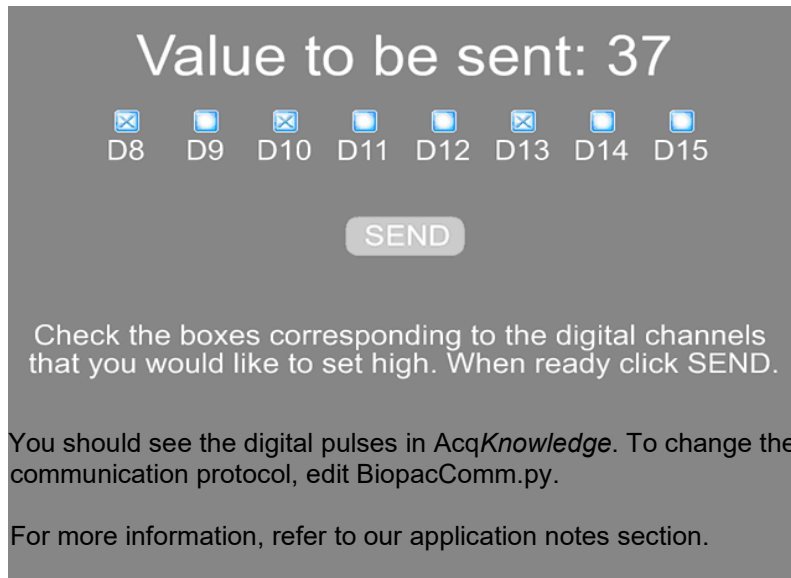 Value to be sent: 37
D8 D9 D10 D11 D12 D13 D14 D15
SEND
Check the boxes corresponding to the digital channels
that you would like to set high. When ready click SEND.
You should see the digital pulses in AcqKnowledge. To change the
communication protocol, edit BiopacComm.py.
For more information, refer to our application notes section.